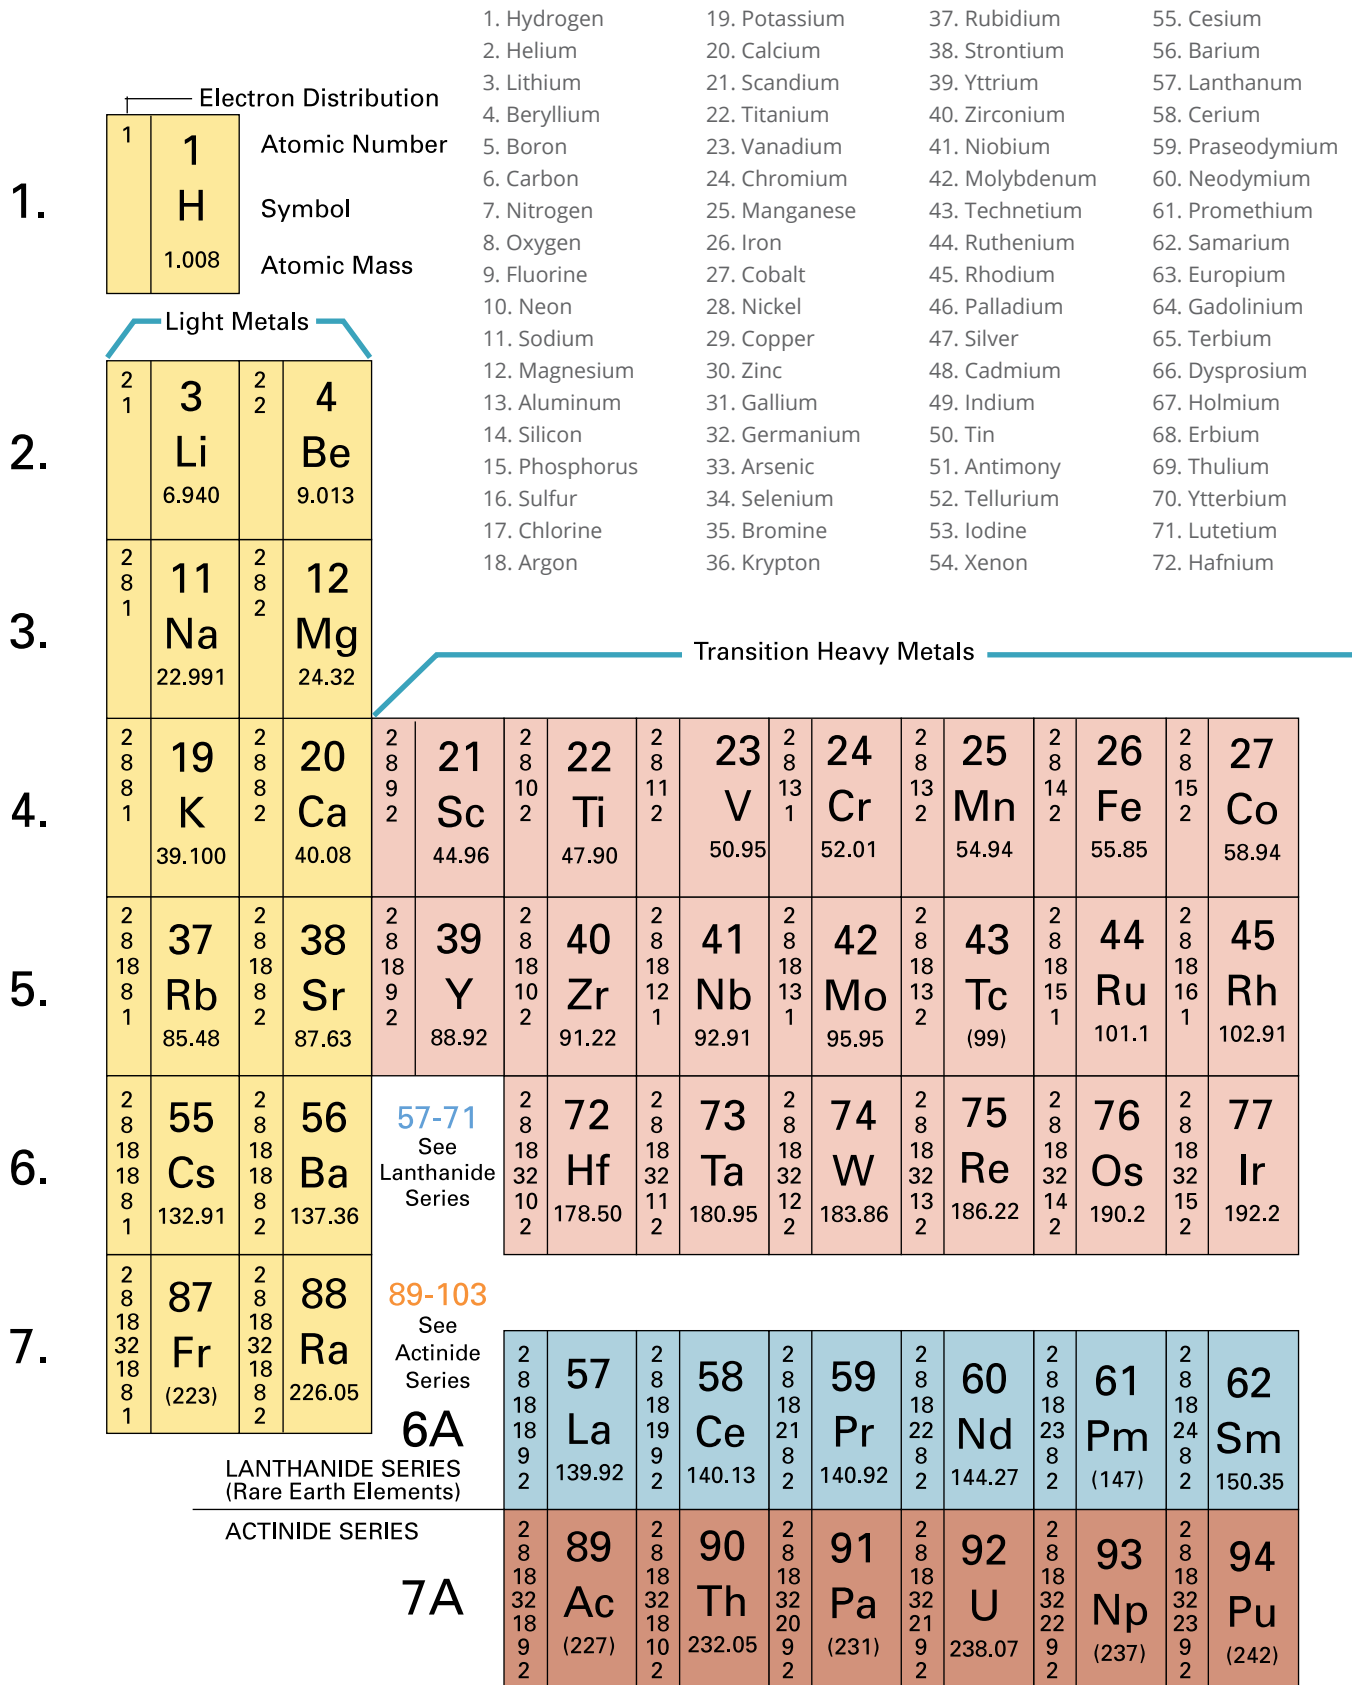 1. Hydrogen
2. Helium
3. Lithium
4. Beryllium
5. Boron
6. Carbon
7. Nitrogen
8. Oxygen
9. Fluorine
10. Neon
11. Sodium
12. Magnesium
13. Aluminum
14. Silicon
15. Phosphorus
16. Sulfur
17. Chlorine
18. Argon
19. Potassium
20. Calcium
21. Scandium
22. Titanium
23. Vanadium
24. Chromium
25. Manganese
26. Iron
27. Cobalt
28. Nickel
29. Copper
30. Zinc
31. Gallium
32. Germanium
33. Arsenic
34. Selenium
35. Bromine
36. Krypton
37. Rubidium
38. Strontium
39. Yttrium
40. Zirconium
41. Niobium
42. Molybdenum
43. Technetium
44. Ruthenium
45. Rhodium
46. Palladium
47. Silver
48. Cadmium
49. Indium
50. Tin
51. Antimony
52. Tellurium
53. Iodine
54. Xenon
55. Cesium
56. Barium
57. Lanthanum
58. Cerium
59. Praseodymium
60. Neodymium
61. Promethium
62. Samarium
63. Europium
64. Gadolinium
65. Terbium
66. Dysprosium
67. Holmium
68. Erbium
69. Thulium
70. Ytterbium
71. Lutetium
72. Hafnium
Electron Distribution
1.
1
1
H
1.008
Atomic Number
Symbol
Atomic Mass
Light Metals
2.
2
1
3
Li
6.940
2
2
4
Be
9.013
3.
2
8
1
11
Na
22.991
2
8
2
12
Mg
24.32
Transition Heavy Metals
4.
2
8
8
1
19
K
39.100
2
8
8
2
20
Ca
40.08
2
8
9
2
21
Sc
44.96
2
8
10
2
22
Ti
47.90
2
8
11
2
23
V
50.95
2
8
13
1
24
Cr
52.01
2
8
13
2
25
Mn
54.94
2
8
14
2
26
Fe
55.85
2
8
15
2
27
Co
58.94
5.
2
8
18
8
1
37
Rb
85.48
2
8
18
8
2
38
Sr
87.63
2
8
18
9
2
39
Y
88.92
2
8
18
10
2
40
Zr
91.22
2
8
18
12
1
41
Nb
92.91
2
8
18
13
1
42
Mo
95.95
2
8
18
13
2
43
Tc
(99)
2
8
18
15
1
44
Ru
101.1
2
8
18
16
1
45
Rh
102.91
6.
2
8
18
18
8
1
55
Cs
132.91
2
8
18
18
8
2
56
Ba
137.36
57-71
See
Lanthanide
Series
2
8
18
32
10
2
72
Hf
178.50
2
8
18
32
11
2
73
Ta
180.95
2
8
18
32
12
2
74
W
183.86
2
8
18
32
13
2
75
Re
186.22
2
8
18
32
14
2
76
Os
190.2
2
8
18
32
15
2
77
Ir
192.2
7.
2
8
18
32
18
8
1
87
Fr
(223)
2
8
18
32
18
8
2
88
Ra
226.05
89-103
See
Actinide
Series
6A
LANTHANIDE SERIES
(Rare Earth Elements)
2
8
18
18
9
2
57
La
139.92
2
8
18
19
9
2
58
Ce
140.13
2
8
18
21
8
2
59
Pr
140.92
2
8
18
22
8
2
60
Nd
144.27
2
8
18
23
8
2
61
Pm
(147)
2
8
18
24
8
2
62
Sm
150.35
ACTINIDE SERIES
7A
2
8
18
32
18
9
2
89
Ac
(227)
2
8
18
32
18
10
2
90
Th
232.05
2
8
18
32
20
9
2
91
Pa
(231)
2
8
18
32
21
9
2
92
U
238.07
2
8
18
32
22
9
2
93
Np
(237)
2
8
18
32
23
9
2
94
Pu
(242)